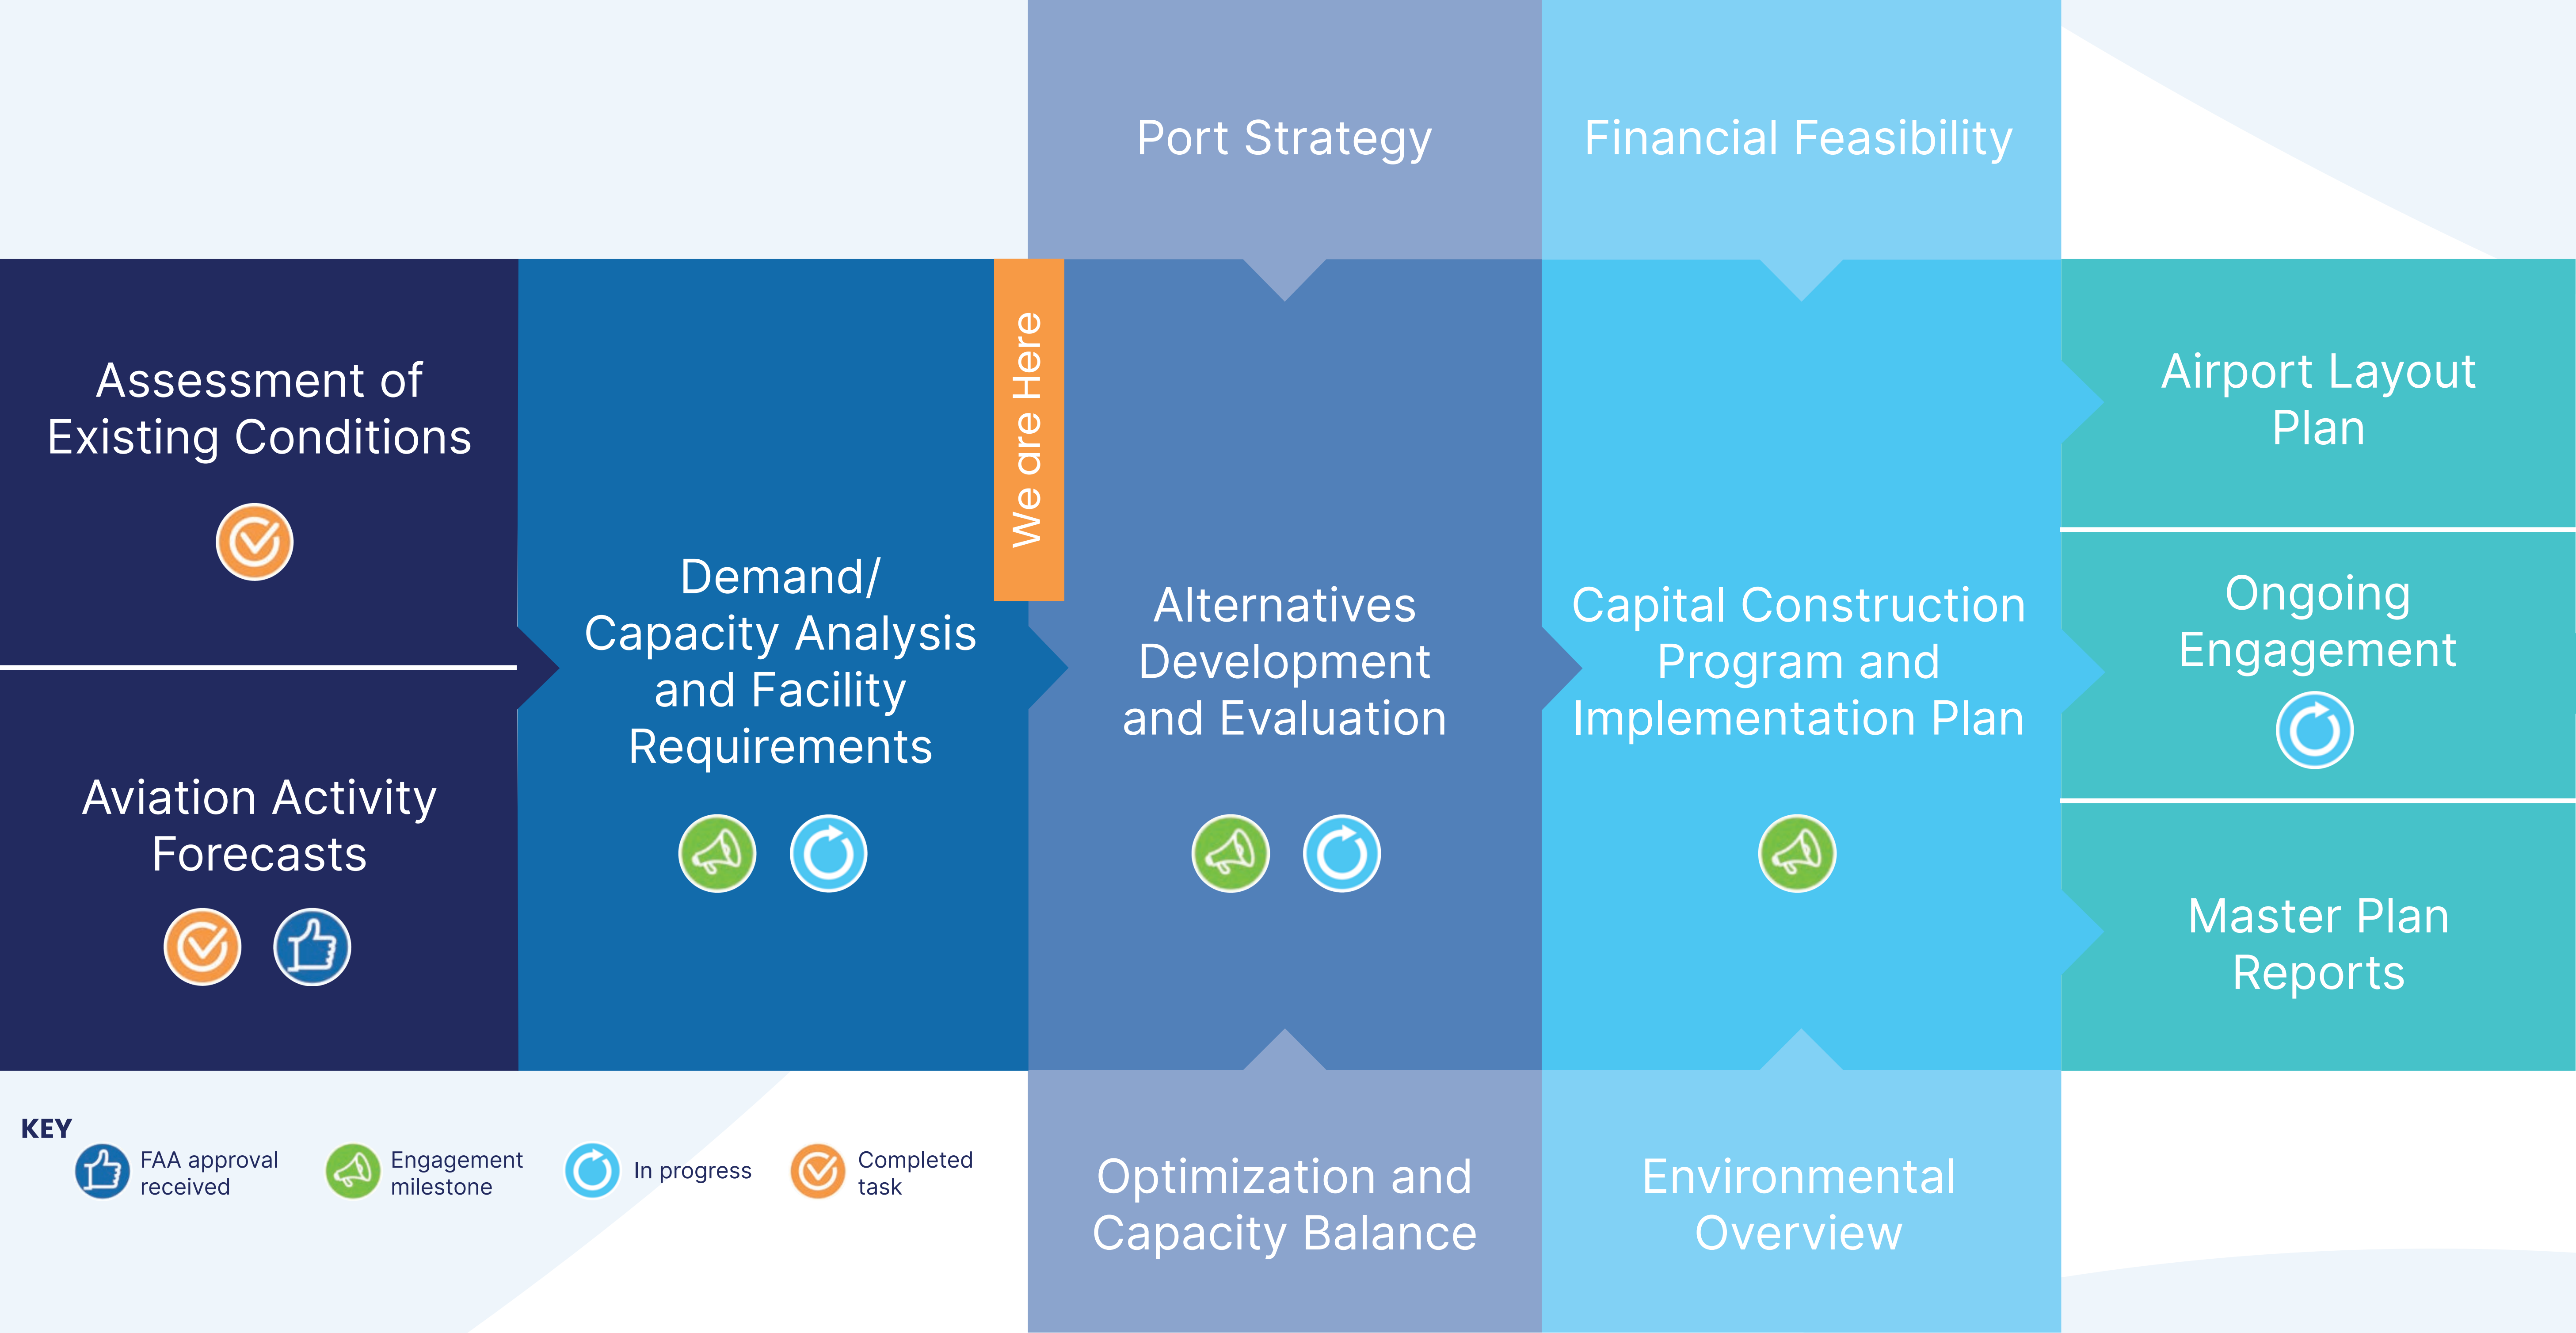 Port Strategy
Financial Feasibility
Assessment of
Existing Conditions
Aviation Activity
Forecasts
Demand/
Capacity Analysis
and Facility
Requirements
We are Here
Alternatives
Development
and Evaluation
Capital Construction
Program and
Implementation Plan
Airport Layout
Plan
Ongoing
Engagement
Master Plan
Reports
Optimization and
Capacity Balance
Environmental
Overview
KEY
FAA approval
received
Engagement
milestone
In progress
Completed
task